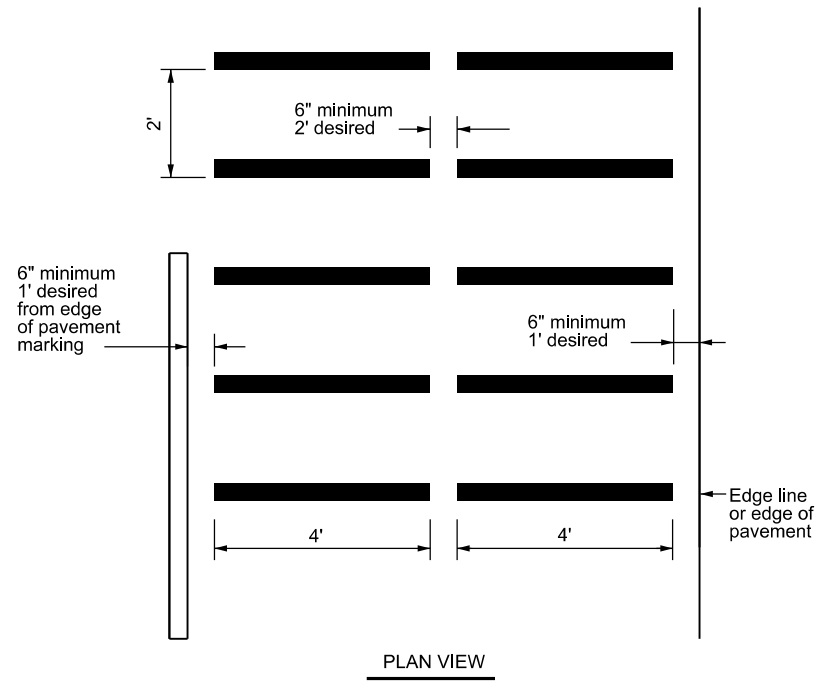 2'
6" minimum
2' desired
6" minimum
1' desired
from edge
of pavement
marking
6" minimum
1' desired
Edge line
or edge of
pavement
4'
4'
PLAN VIEW